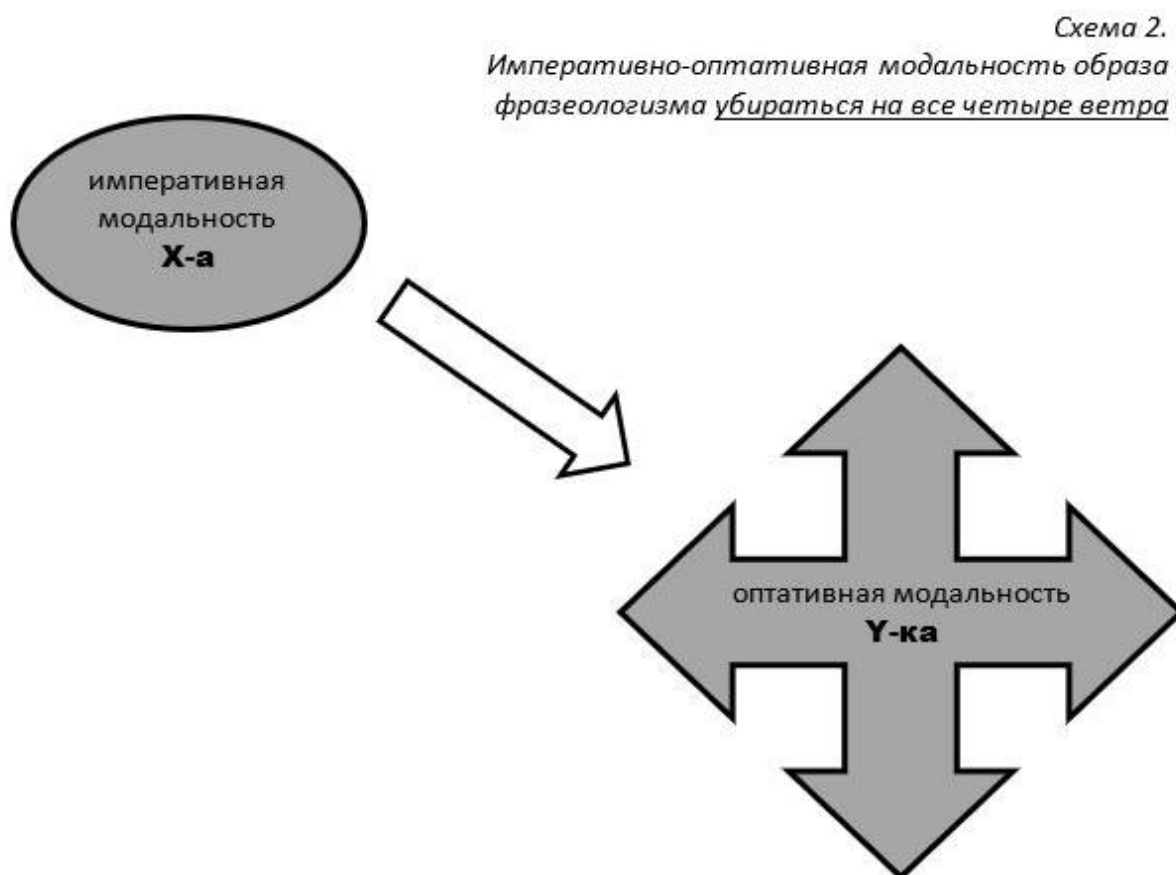 Схема 2.
Императивно-оптативная модальность образа
фразеологизма убираться на все четыре ветра
императивная
модальность
X-а
оптативная модальность
Y-ка